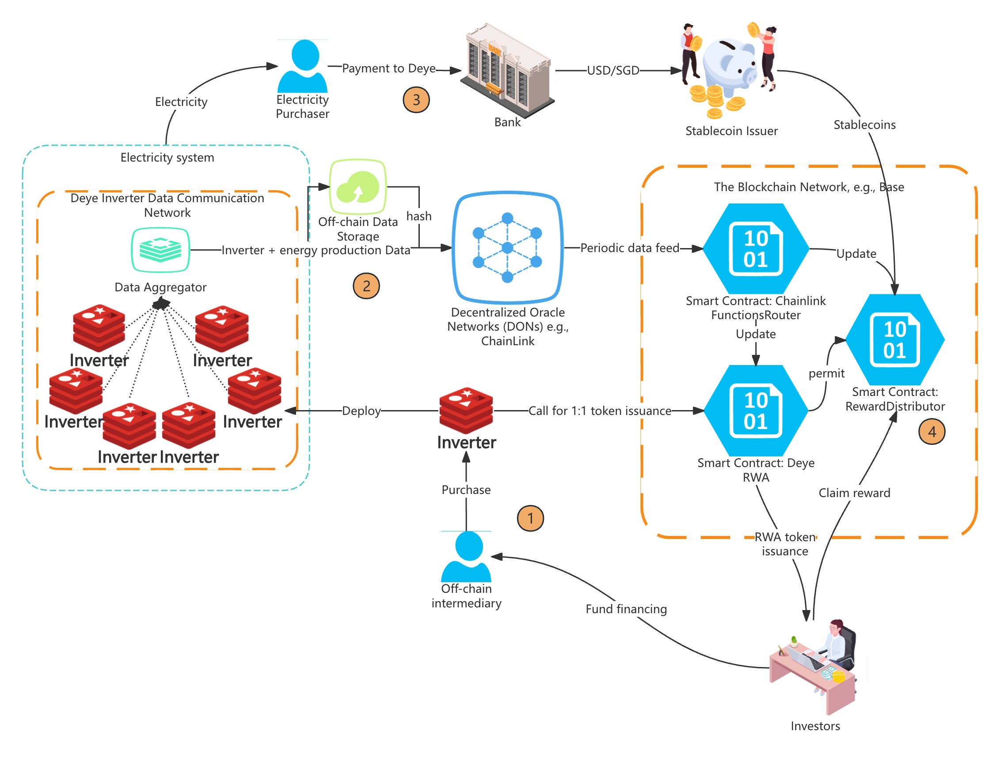 Payment to Deye
BANK
USD/SGD
Electricity
Electricity
Purchaser
3
Bank
Stablecoin Issuer
Stablecoins
Electricity system
The Blockchain Network, e.g., Base
Deye Inverter Data Communication
Network
hash
Off-chain Data
Storage
Inverter + energy production Data
Periodic data feed
10
01
Update
2
Data Aggregator
Decentralized Oracle
Networks (DONs) e.g.,
ChainLink
Smart Contract: Chainlink
FunctionsRouter
Update
10
01
Inverter
Inverter
permit
Smart Contract:
RewardDistributor
Inverter
Inverter
Inverter
Inverter
Deploy
Inverter
Call for 1:1 token issuance
10
01
4
Smart Contract: Deye
RWA
Purchase
Claim reward
1
RWA token
issuance
Off-chain
intermediary
Fund financing
Investors